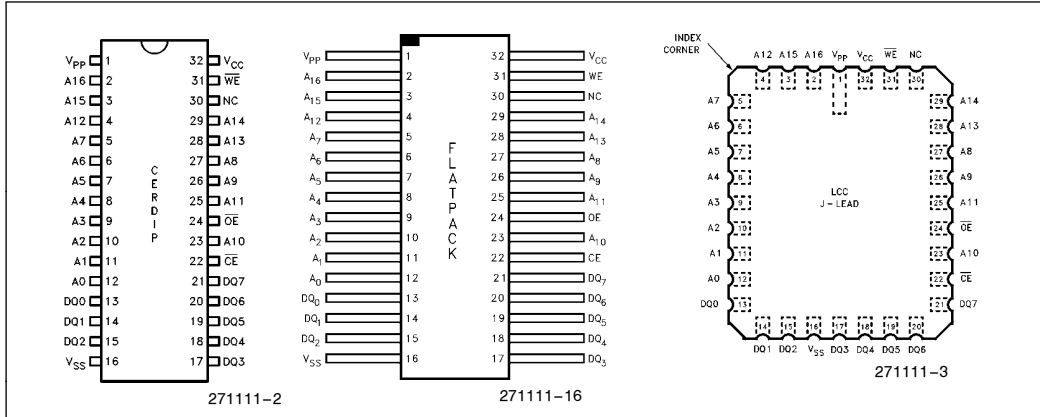 VPP 1 32 VCC
A16 2 31 W̅E̅
A15 3 30 NC
A12 4 29 A14
A7 5 28 A13
A6 6 27 A8
A5 7 26 A9
A4 8 25 A11
A3 9 24 O̅E̅
A2 10 23 A10
A1 11 22 C̅E̅
A0 12 21 DQ7
DQ0 13 20 DQ6
DQ1 14 19 DQ5
DQ2 15 18 DQ4
VSS 16 17 DQ3
CERDIP
271111-2
VPP 1 32 VCC
A16 2 31 WE
A15 3 30 NC
A12 4 29 A14
A7 5 28 A13
A6 6 27 A8
A5 7 26 A9
A4 8 25 A11
A3 9 24 OE
A2 10 23 A10
A1 11 22 CE
A0 12 21 DQ7
DQ0 13 20 DQ6
DQ1 14 19 DQ5
DQ2 15 18 DQ4
VSS 16 17 DQ3
FLATPACK
271111-16
INDEX
CORNER
A12 A15 A16 VPP VCC W̅E̅ NC
4 3 2 1 32 31 30
A7 5 29 A14
A6 6 28 A13
A5 7 27 A8
A4 8 26 A9
A3 9 25 A11
A2 10 24 O̅E̅
A1 11 23 A10
A0 12 22 C̅E̅
DQ0 13 21 DQ7
LCC
J-LEAD
14 15 16 17 18 19 20
DQ1 DQ2 VSS DQ3 DQ4 DQ5 DQ6
271111-3